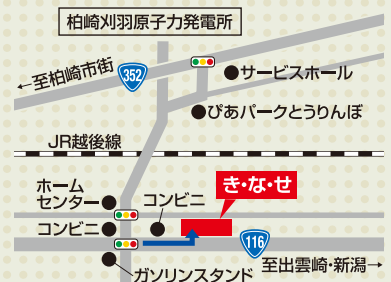 柏崎刈羽原子力発電所
←至柏崎市街
352
サービスホール
ぴあパークとうりんぼ
JR越後線
き・な・せ
ホーム
センター
コンビニ
コンビニ
116
至出雲崎・新潟→
ガソリンスタンド